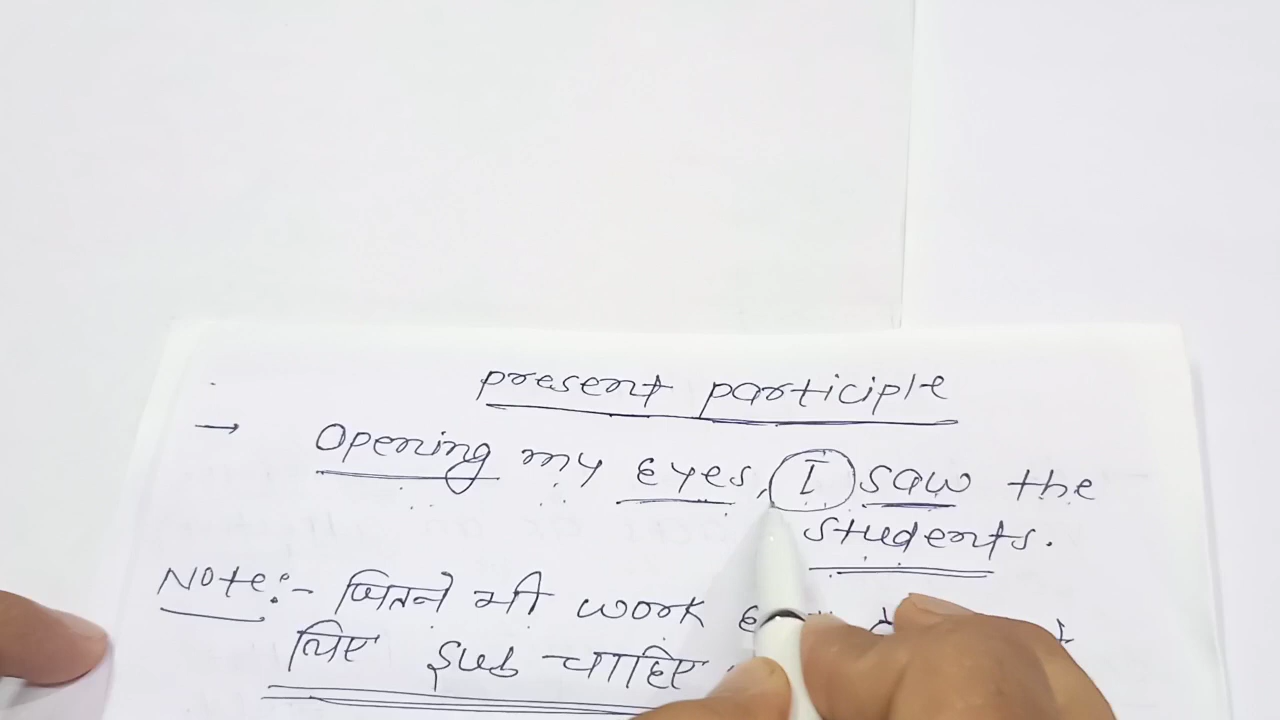 present participle
→ Opening my eyes, I saw the
students.
Note:- जितने भी work
लिए sub चाहिए